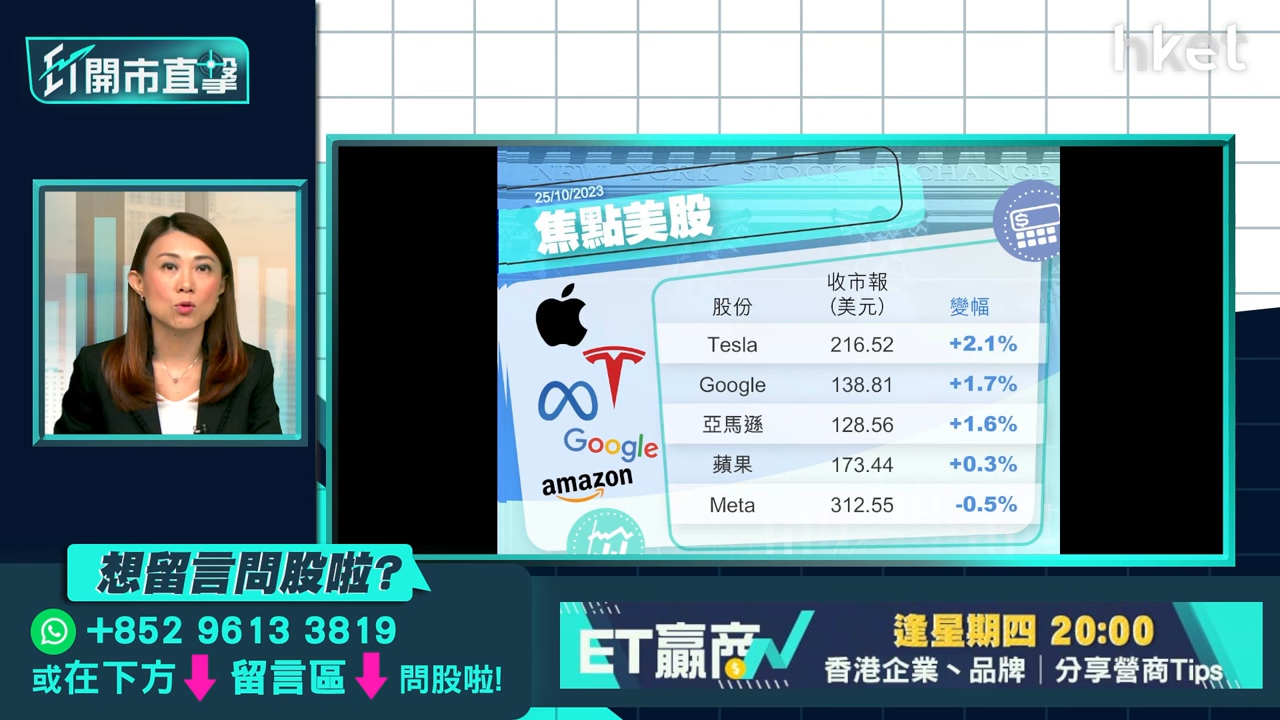 ET開市直擊
hket
NEW YORK STOCK EXCHANGE
25/10/2023
焦點美股
股份 收市報(美元) 變幅
Tesla 216.52 +2.1%
Google 138.81 +1.7%
亞馬遜 128.56 +1.6%
蘋果 173.44 +0.3%
Meta 312.55 -0.5%
Google
amazon
想留言問股啦?
+852 9613 3819
或在下方 留言區 問股啦!
ET贏商
逢星期四 20:00
香港企業、品牌｜分享營商Tips